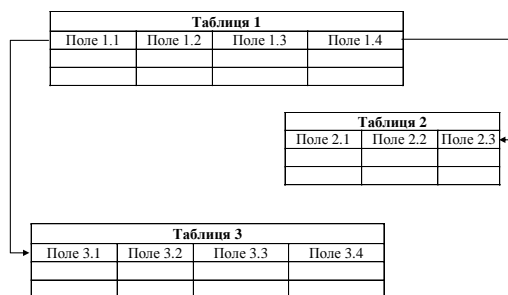 Таблиця 1
Поле 1.1 Поле 1.2 Поле 1.3 Поле 1.4
Таблиця 2
Поле 2.1 Поле 2.2 Поле 2.3
Таблиця 3
Поле 3.1 Поле 3.2 Поле 3.3 Поле 3.4